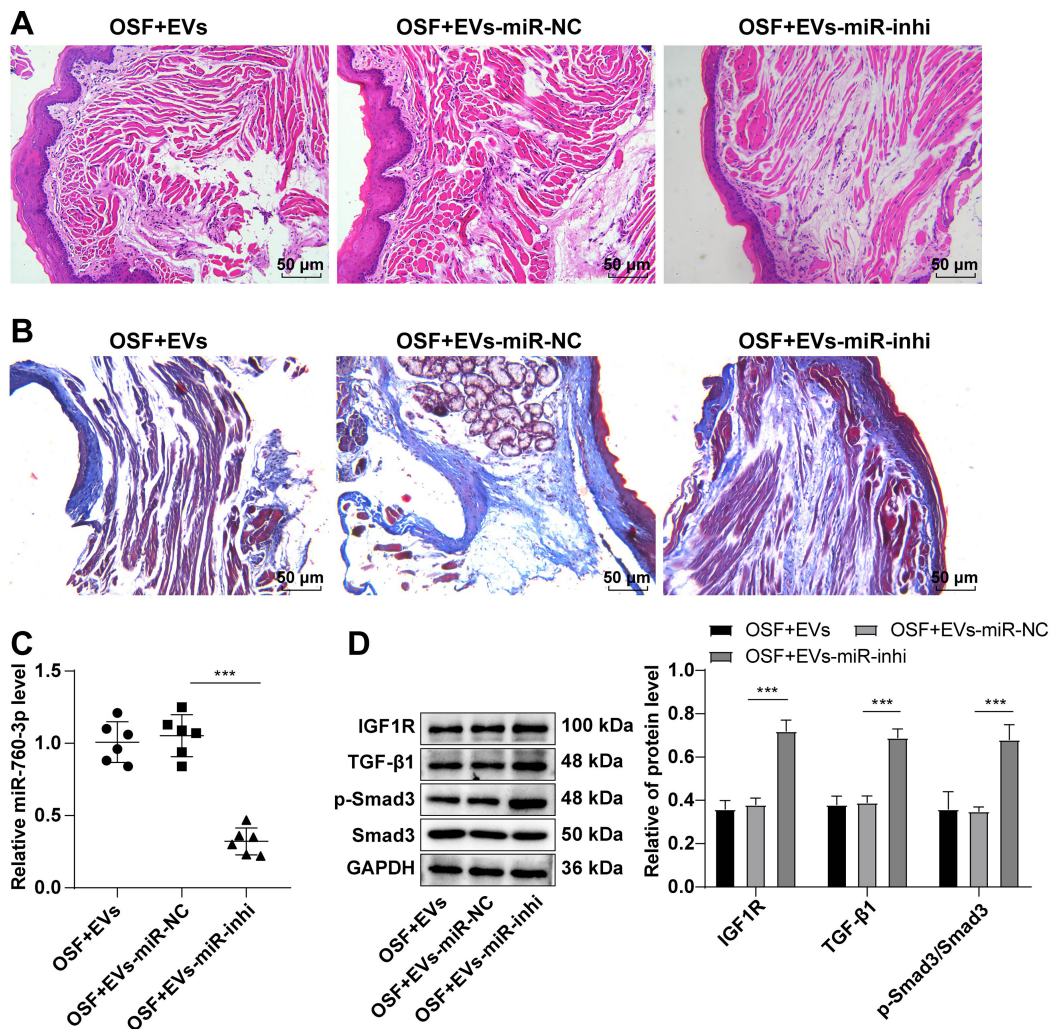 A
OSF+EVs
OSF+EVs-miR-NC
OSF+EVs-miR-inhi
50 μm
50 μm
50 μm
B
OSF+EVs
OSF+EVs-miR-NC
OSF+EVs-miR-inhi
50 μm
50 μm
50 μm
C
Relative miR-760-3p level
1.5
1.0
0.5
0.0
***
OSF+EVs
OSF+EVs-miR-NC
OSF+EVs-miR-inhi
D
IGF1R
100 kDa
TGF-β1
48 kDa
p-Smad3
48 kDa
Smad3
50 kDa
GAPDH
36 kDa
OSF+EVs
OSF+EVs-miR-NC
OSF+EVs-miR-inhi
OSF+EVs
OSF+EVs-miR-NC
OSF+EVs-miR-inhi
Relative of protein level
0.8
0.6
0.4
0.2
0.0
***
***
***
IGF1R
TGF-β1
p-Smad3/Smad3